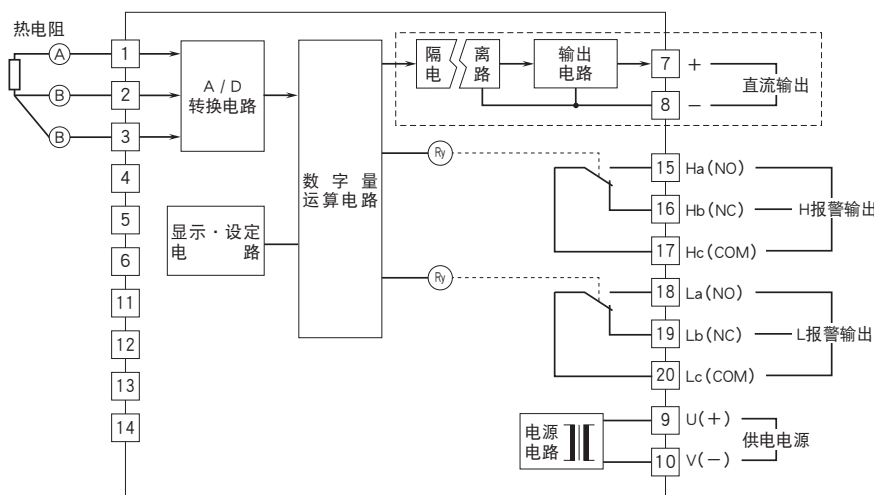 热电阻
A
B
B
1
2
3
4
5
6
11
12
13
14
A / D
转换电路
显示·设定
电 路
数 字 量
运算电路
隔 离
电 路
输出
电路
7 +
8 −
直流输出
Ry
15 Ha(NO)
16 Hb(NC)
17 Hc(COM)
H报警输出
Ry
18 La(NO)
19 Lb(NC)
20 Lc(COM)
L报警输出
电源
电路
9 U(+)
10 V(−)
供电电源